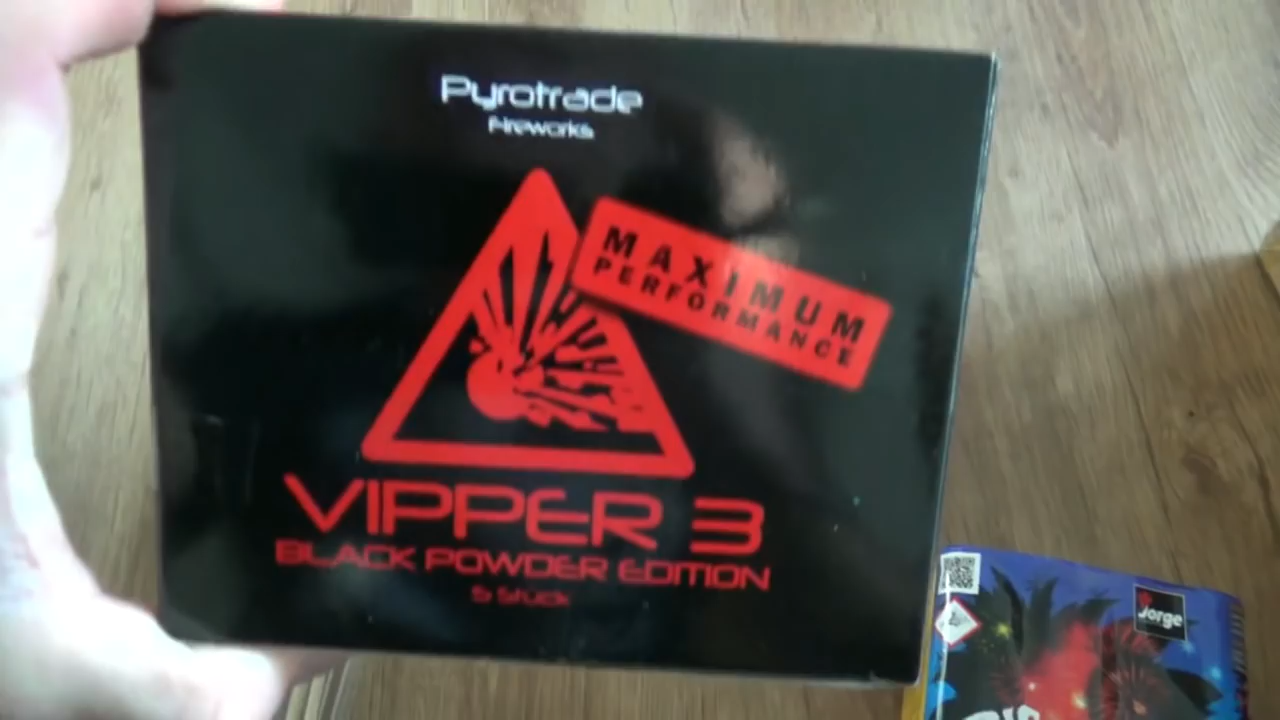 Pyrotrade
Fireworks
MAXIMUM
PERFORMANCE
VIPPER 3
BLACK POWDER EDITION
5 Stück
Jorge